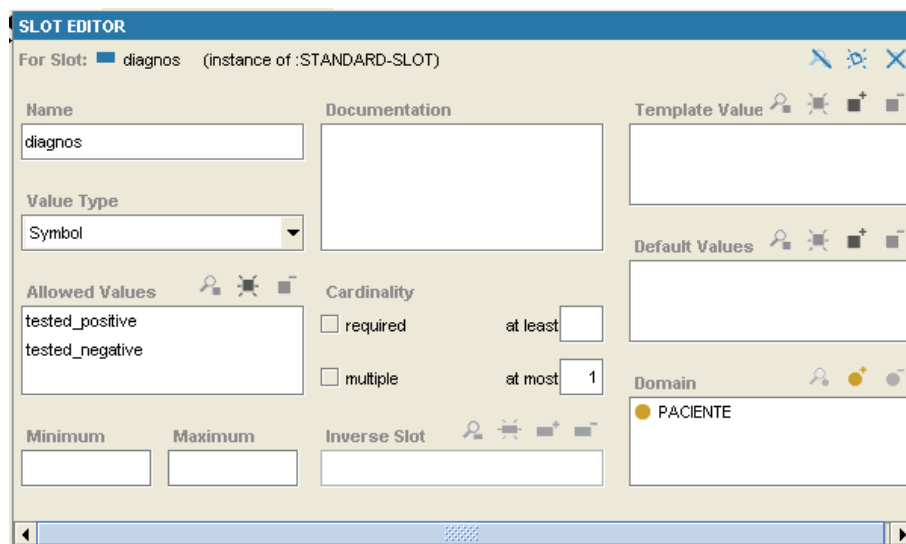 SLOT EDITOR
For Slot: diagnos (instance of :STANDARD-SLOT)
Name
diagnos
Value Type
Symbol
Allowed Values
tested_positive
tested_negative
Minimum Maximum
Documentation
Cardinality
required at least
multiple at most 1
Inverse Slot
Template Value
Default Values
Domain
PACIENTE